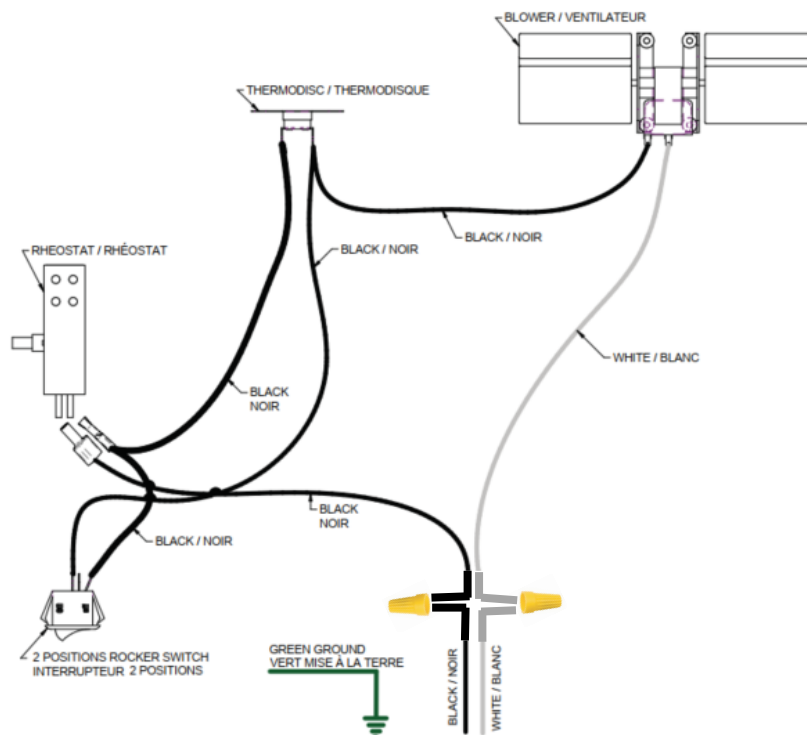 BLOWER / VENTILATEUR
THERMODISC / THERMODISQUE
BLACK / NOIR
BLACK / NOIR
RHEOSTAT / RHÉOSTAT
WHITE / BLANC
BLACK
NOIR
BLACK
NOIR
BLACK / NOIR
2 POSITIONS ROCKER SWITCH
INTERRUPTEUR 2 POSITIONS
GREEN GROUND
VERT MISE À LA TERRE
BLACK / NOIR
WHITE / BLANC